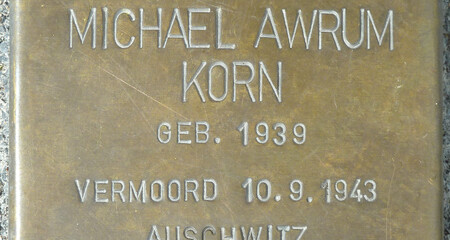 MICHAEL AWRUM
KORN
GEB. 1939
VERMOORD 10.9.1943
AUSCHWITZ